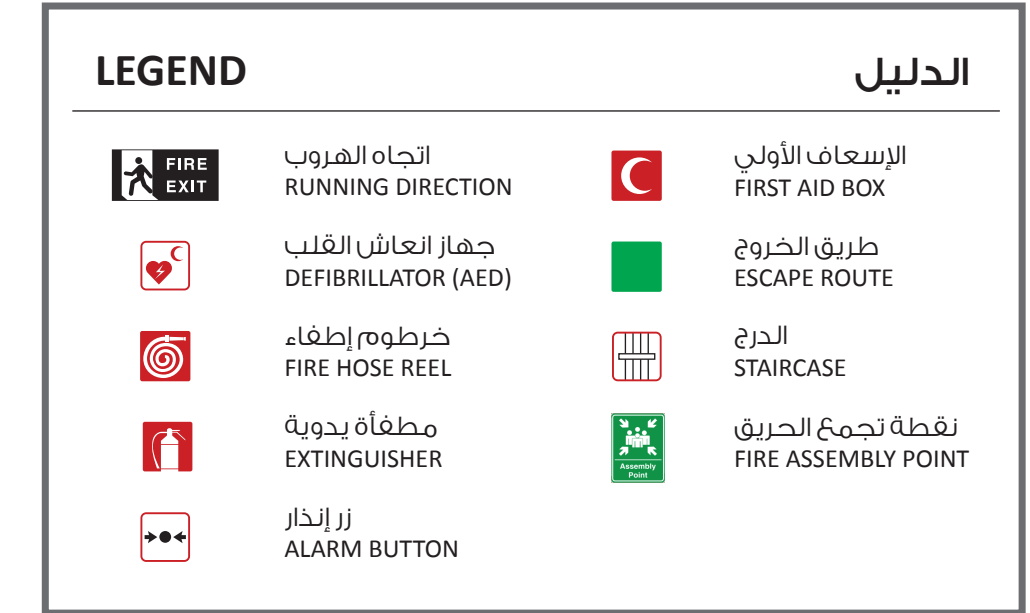 LEGEND
الدليل
FIRE
EXIT
اتجاه الهروب
RUNNING DIRECTION
الإسعاف الأولي
FIRST AID BOX
جهاز انعاش القلب
DEFIBRILLATOR (AED)
طريق الخروج
ESCAPE ROUTE
خرطوم إطفاء
FIRE HOSE REEL
الدرج
STAIRCASE
مطفأة يدوية
EXTINGUISHER
Assembly
Point
نقطة تجمع الحريق
FIRE ASSEMBLY POINT
زر إنذار
ALARM BUTTON